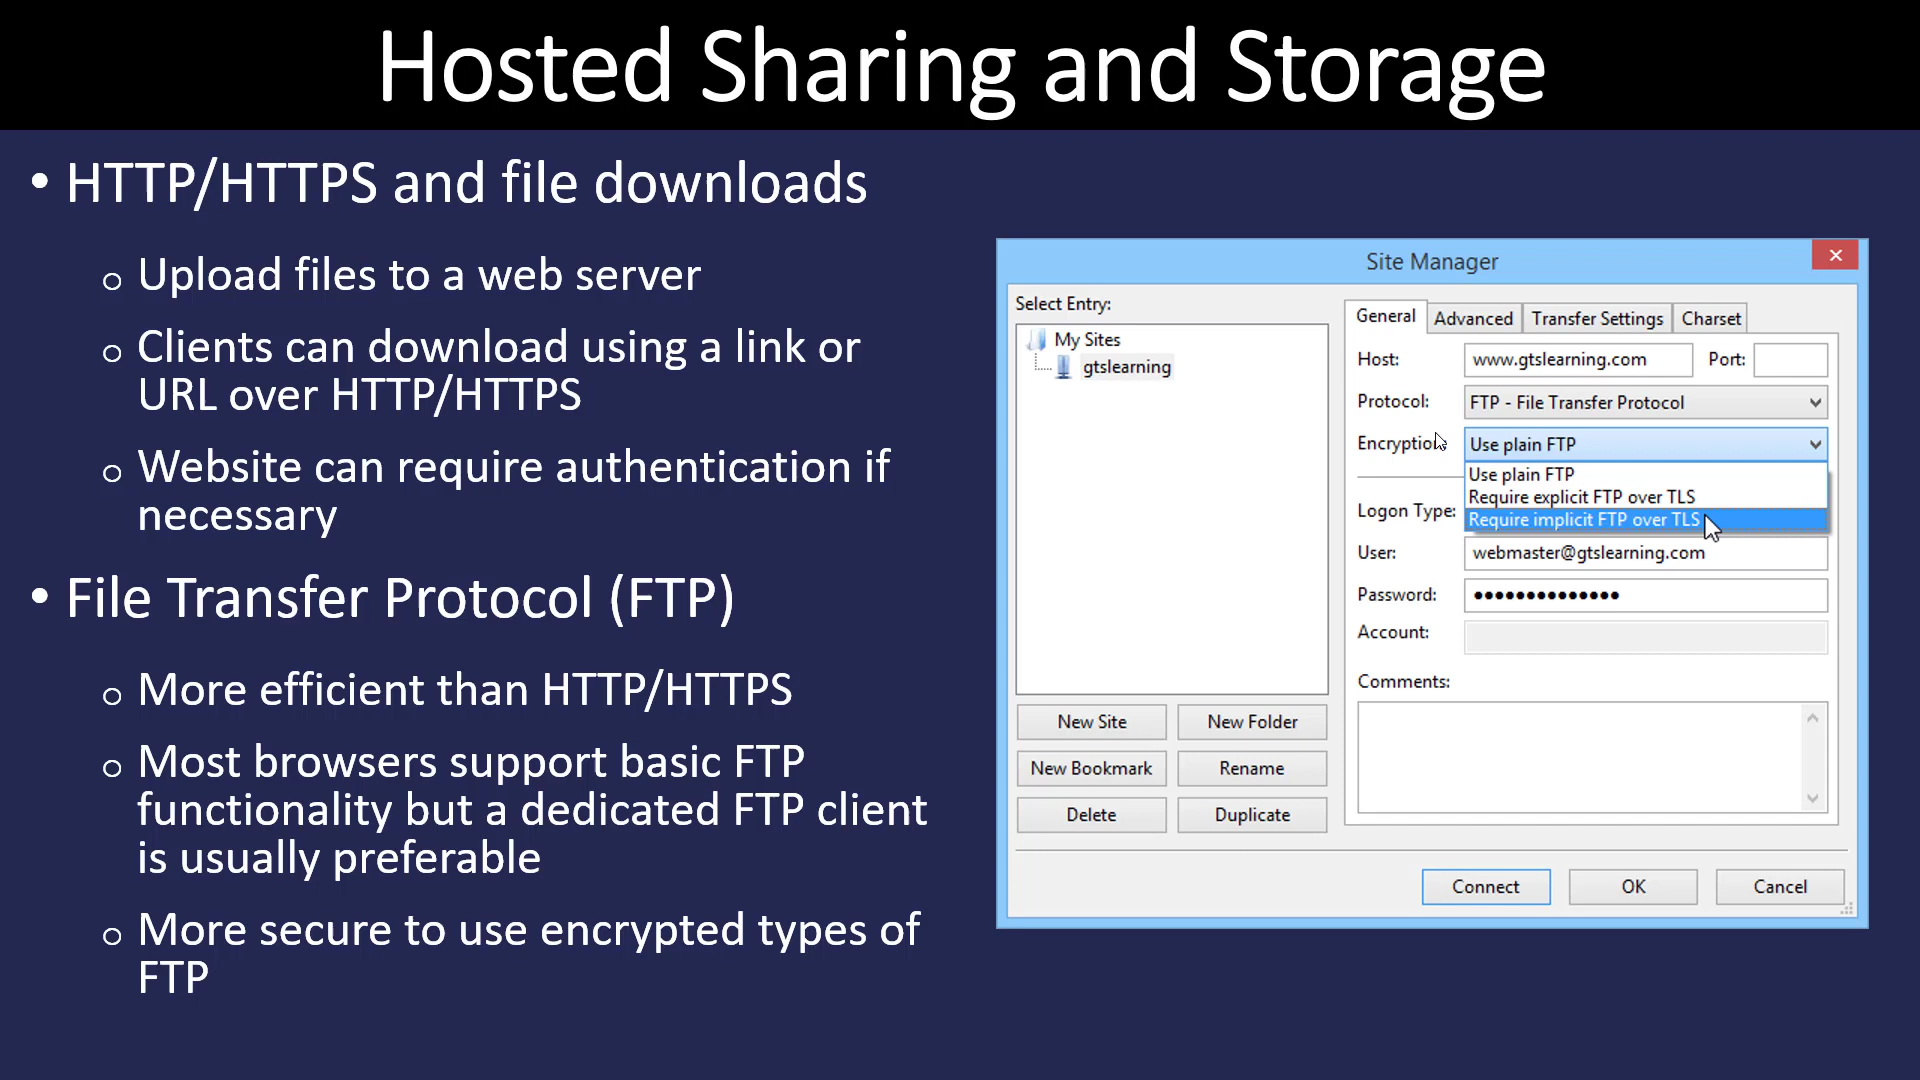 Hosted Sharing and Storage
• HTTP/HTTPS and file downloads
o Upload files to a web server
o Clients can download using a link or
URL over HTTP/HTTPS
o Website can require authentication if
necessary
• File Transfer Protocol (FTP)
o More efficient than HTTP/HTTPS
o Most browsers support basic FTP
functionality but a dedicated FTP client
is usually preferable
o More secure to use encrypted types of
FTP
Site Manager
Select Entry:
My Sites
gtslearning
New Site New Folder
New Bookmark Rename
Delete Duplicate
General Advanced Transfer Settings Charset
Host: www.gtslearning.com Port:
Protocol: FTP - File Transfer Protocol
Encryption Use plain FTP
Use plain FTP
Require explicit FTP over TLS
Require implicit FTP over TLS
Logon Type:
User: webmaster@gtslearning.com
Password: ••••••••••••••
Account:
Comments:
Connect OK Cancel